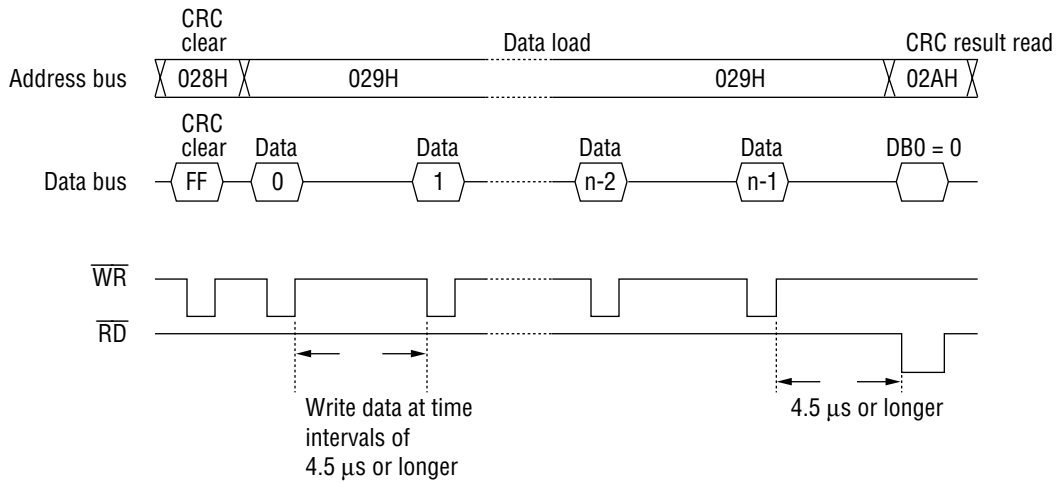 CRC
clear
Data load
CRC result read
Address bus
028H
029H
029H
02AH
CRC
clear
Data
Data
Data
Data
DB0 = 0
Data bus
FF
0
1
n-2
n-1
WR
RD
Write data at time
intervals of
4.5 μs or longer
4.5 μs or longer